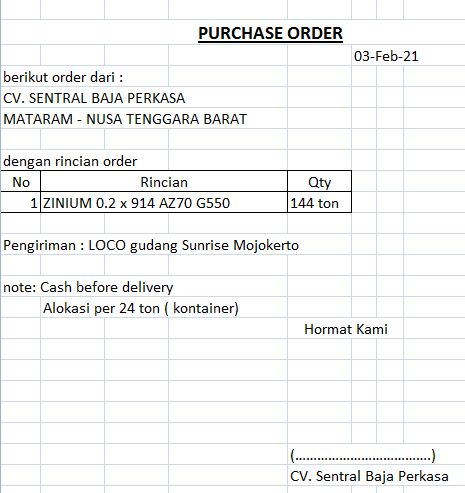 PURCHASE ORDER
03-Feb-21
berikut order dari :
CV. SENTRAL BAJA PERKASA
MATARAM - NUSA TENGGARA BARAT
dengan rincian order
No Rincian Qty
1 ZINIUM 0.2 x 914 AZ70 G550 144 ton
Pengiriman : LOCO gudang Sunrise Mojokerto
note: Cash before delivery
Alokasi per 24 ton ( kontainer)
Hormat Kami
(……………………………….)
CV. Sentral Baja Perkasa